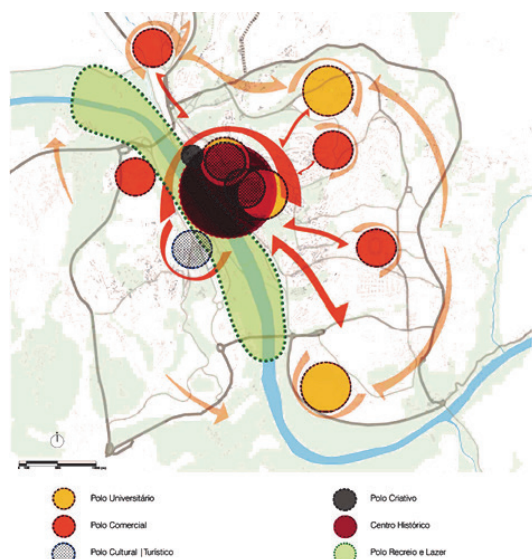 Polo Universitário
Polo Comercial
Polo Cultural | Turístico
Polo Criativo
Centro Histórico
Polo Recreio e Lazer